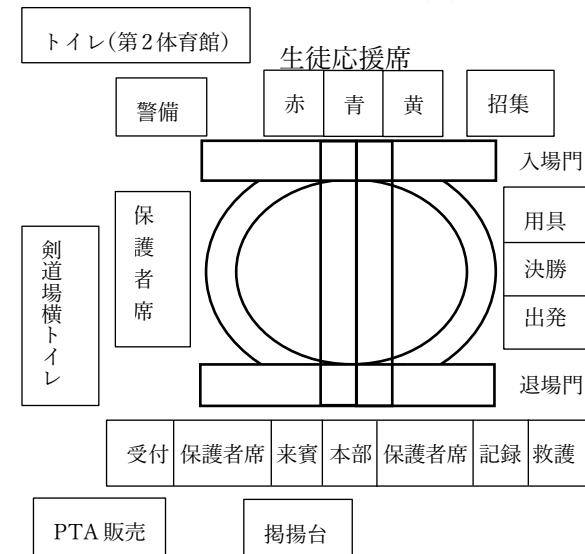 トイレ(第2体育館)
生徒応援席
警備
赤 青 黄
招集
入場門
保護者席
用具
決勝
出発
剣道場横トイレ
退場門
受付 保護者席 来賓 本部 保護者席 記録 救護
PTA 販売
掲揚台